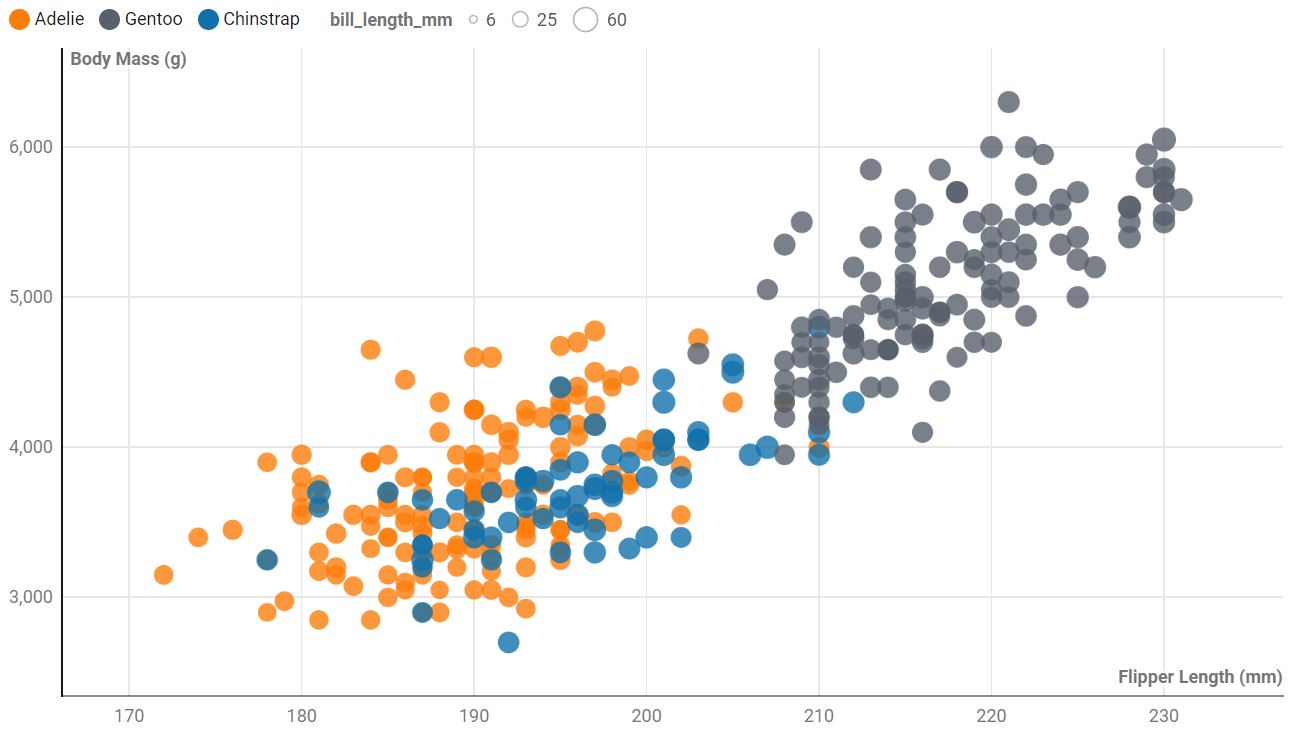 Adelie Gentoo Chinstrap bill_length_mm 6 25 60
Body Mass (g)
6,000
5,000
4,000
3,000
Flipper Length (mm)
170 180 190 200 210 220 230